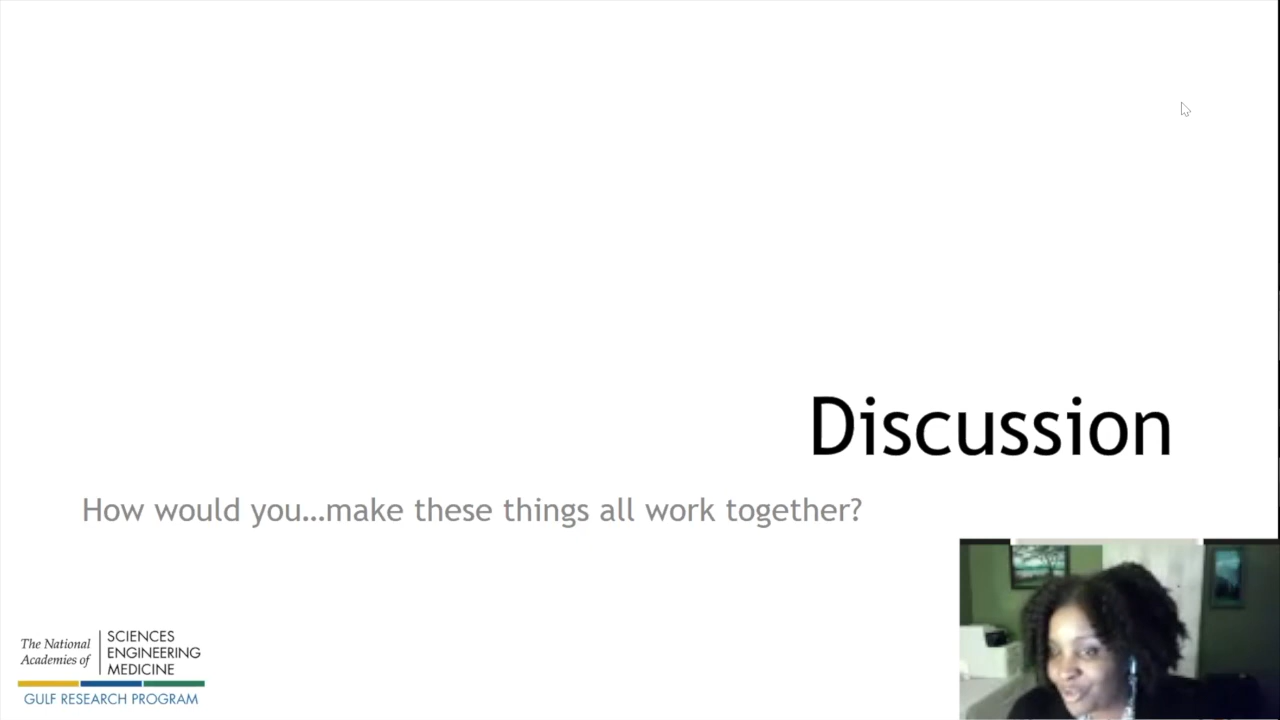 Discussion
How would you…make these things all work together?
The National
Academies of
SCIENCES
ENGINEERING
MEDICINE
GULF RESEARCH PROGRAM